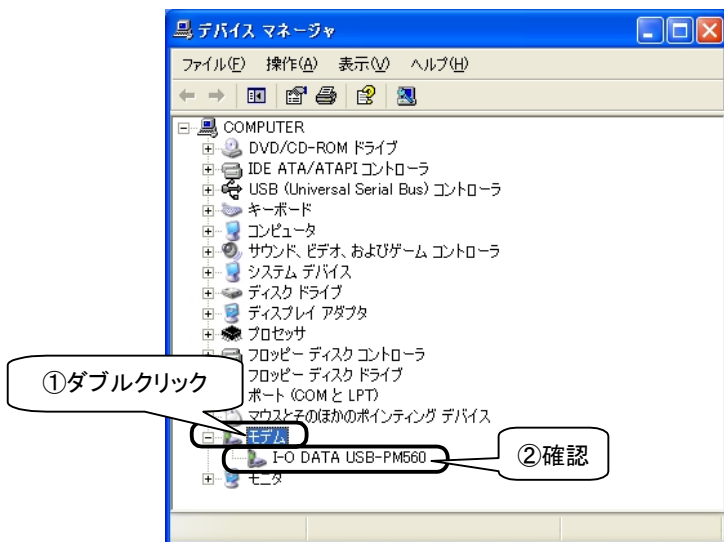 デバイス マネージャ
ファイル(F) 操作(A) 表示(V) ヘルプ(H)
COMPUTER
DVD/CD-ROM ドライブ
IDE ATA/ATAPI コントローラ
USB (Universal Serial Bus) コントローラ
キーボード
コンピュータ
サウンド、ビデオ、およびゲーム コントローラ
システム デバイス
ディスク ドライブ
ディスプレイ アダプタ
プロセッサ
フロッピー ディスク コントローラ
フロッピー ディスク ドライブ
①ダブルクリック
ポート (COM と LPT)
マウスとそのほかのポインティング デバイス
モデム
I-O DATA USB-PM560
②確認
モニタ